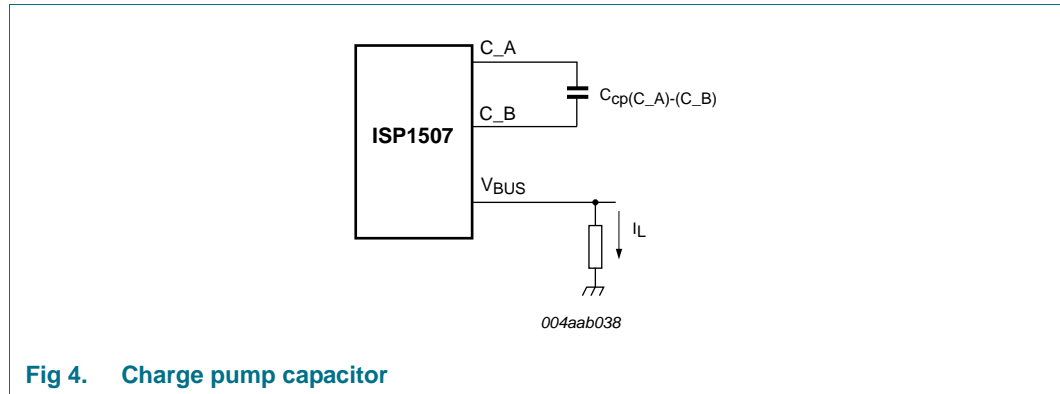 C_A
Ccp(C_A)-(C_B)
C_B
ISP1507
VBUS
IL
004aab038
Fig 4. Charge pump capacitor